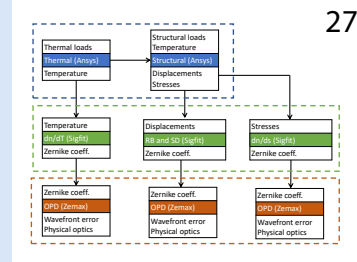 27
Structural loads
Thermal loads
Temperature
Thermal (Ansys)
Structural (Ansys)
Temperature
Displacements
Stresses
Temperature
Displacements
Stresses
dn/dT (Sigfit)
RB and SD (Sigfit)
dn/ds (Sigfit)
Zernike coeff.
Zernike coeff.
Zernike coeff.
Zernike coeff.
Zernike coeff.
Zernike coeff.
OPD (Zemax)
OPD (Zemax)
OPD (Zemax)
Wavefront error
Physical optics
Wavefront error
Physical optics
Wavefront error
Physical optics